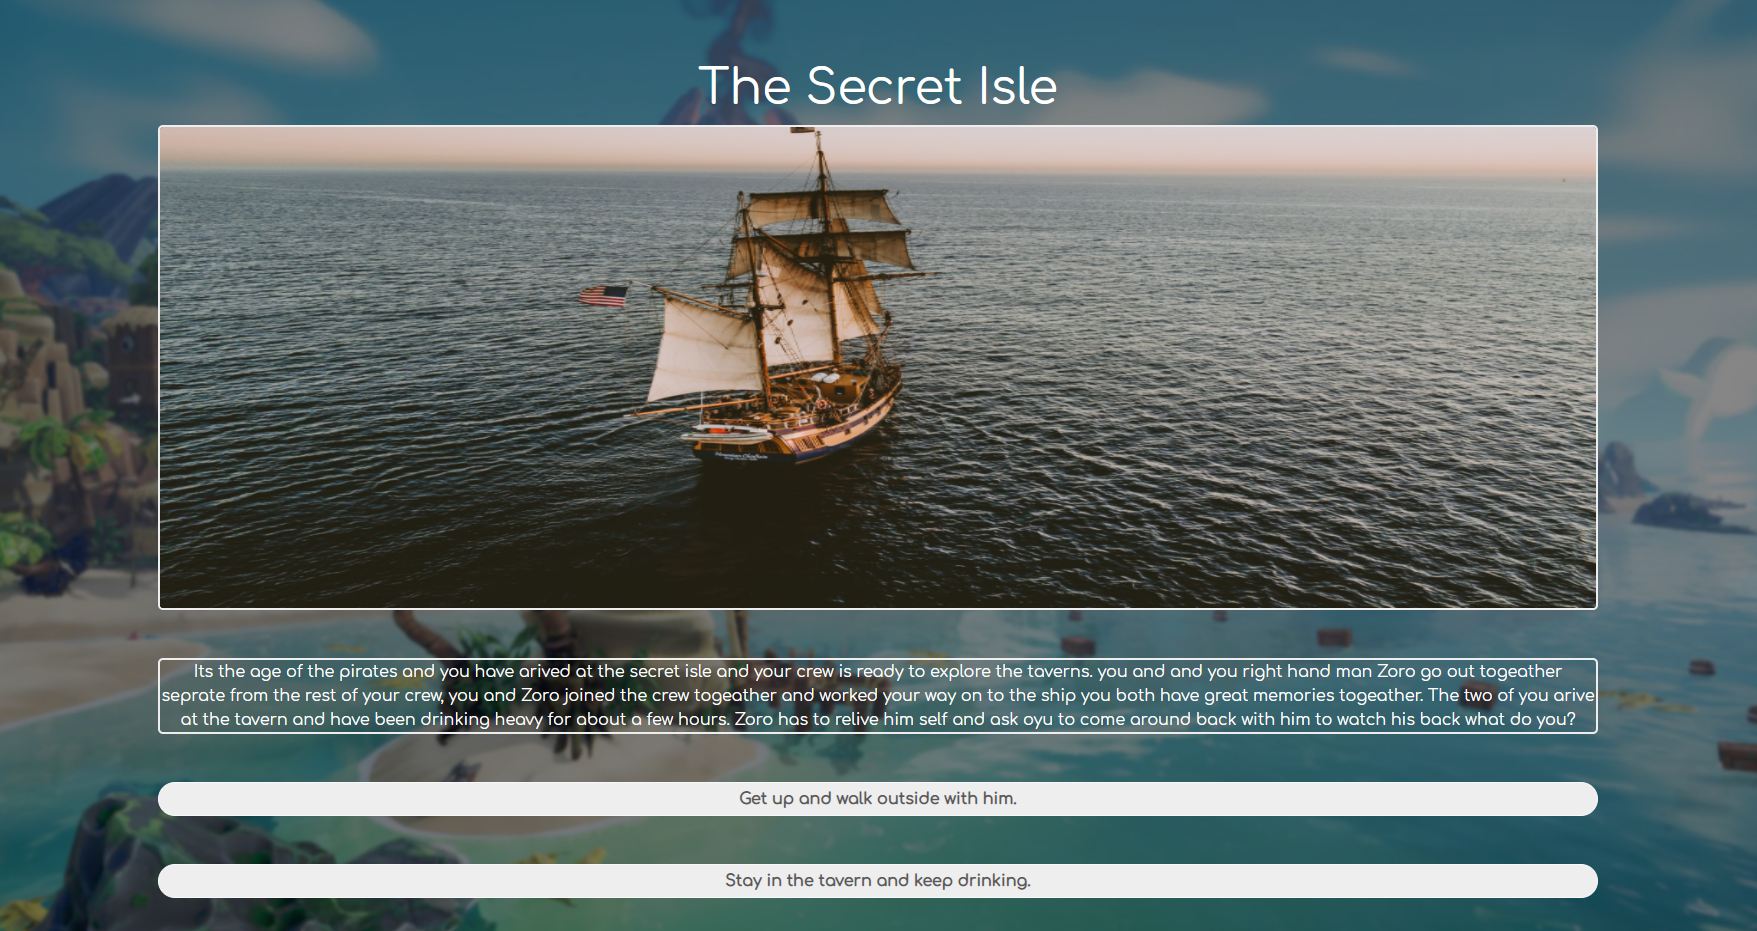 The Secret Isle
Its the age of the pirates and you have arived at the secret isle and your crew is ready to explore the taverns. you and and you right hand man Zoro go out togeather
seprate from the rest of your crew, you and Zoro joined the crew togeather and worked your way on to the ship you both have great memories togeather. The two of you arive
at the tavern and have been drinking heavy for about a few hours. Zoro has to relive him self and ask oyu to come around back with him to watch his back what do you?
Get up and walk outside with him.
Stay in the tavern and keep drinking.